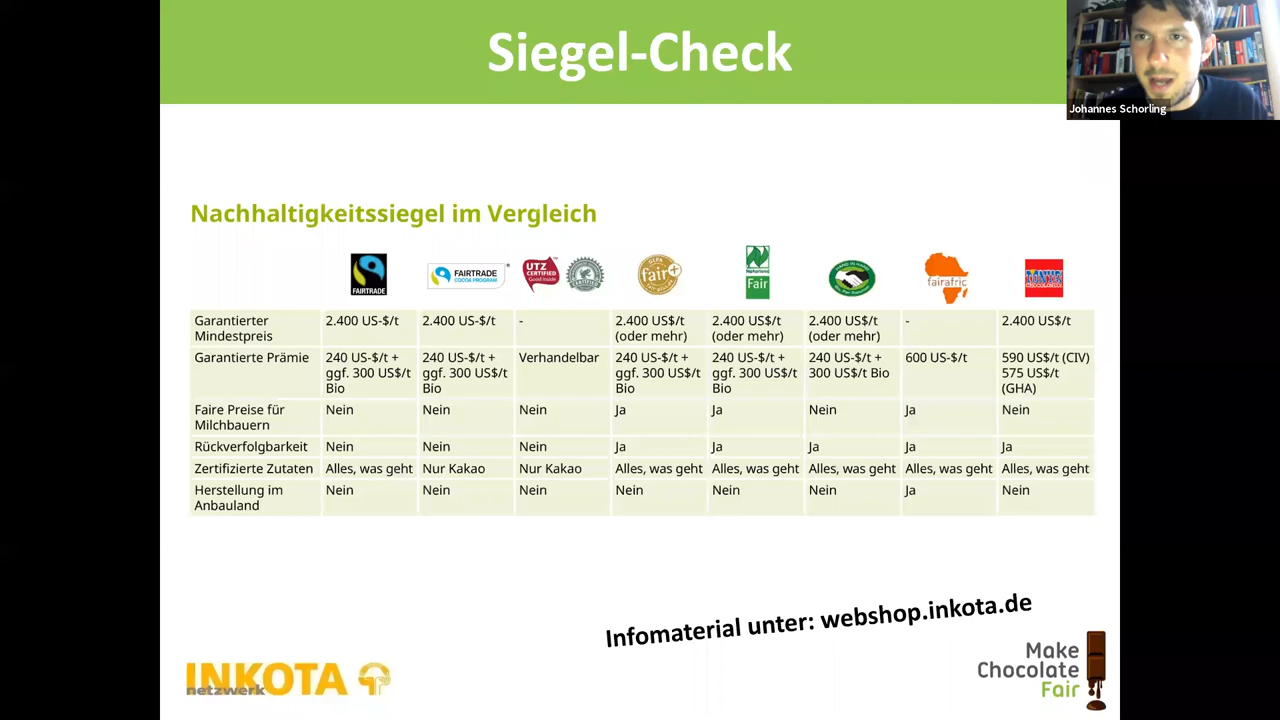 Siegel-Check
Johannes Schorling
Nachhaltigkeitssiegel im Vergleich
FAIRTRADE
FAIRTRADE
COCOA PROGRAM
UTZ
CERTIFIED
Good inside
GEPA
fair+
Naturland
Fair
HAND IN HAND
fairafric
TONY'S
Garantierter Mindestpreis 2.400 US-$/t 2.400 US-$/t - 2.400 US$/t (oder mehr) 2.400 US$/t (oder mehr) 2.400 US$/t (oder mehr) - 2.400 US$/t
Garantierte Prämie 240 US-$/t + ggf. 300 US$/t Bio 240 US-$/t + ggf. 300 US$/t Bio Verhandelbar 240 US-$/t + ggf. 300 US$/t Bio 240 US-$/t + ggf. 300 US$/t Bio 240 US-$/t + 300 US$/t Bio 600 US-$/t 590 US$/t (CIV) 575 US$/t (GHA)
Faire Preise für Milchbauern Nein Nein Nein Ja Ja Nein Ja Nein
Rückverfolgbarkeit Nein Nein Nein Ja Ja Ja Ja Ja
Zertifizierte Zutaten Alles, was geht Nur Kakao Nur Kakao Alles, was geht Alles, was geht Alles, was geht Alles, was geht Alles, was geht
Herstellung im Anbauland Nein Nein Nein Nein Nein Nein Ja Nein
Infomaterial unter: webshop.inkota.de
INKOTA
netzwerk
Make
Chocolate
Fair